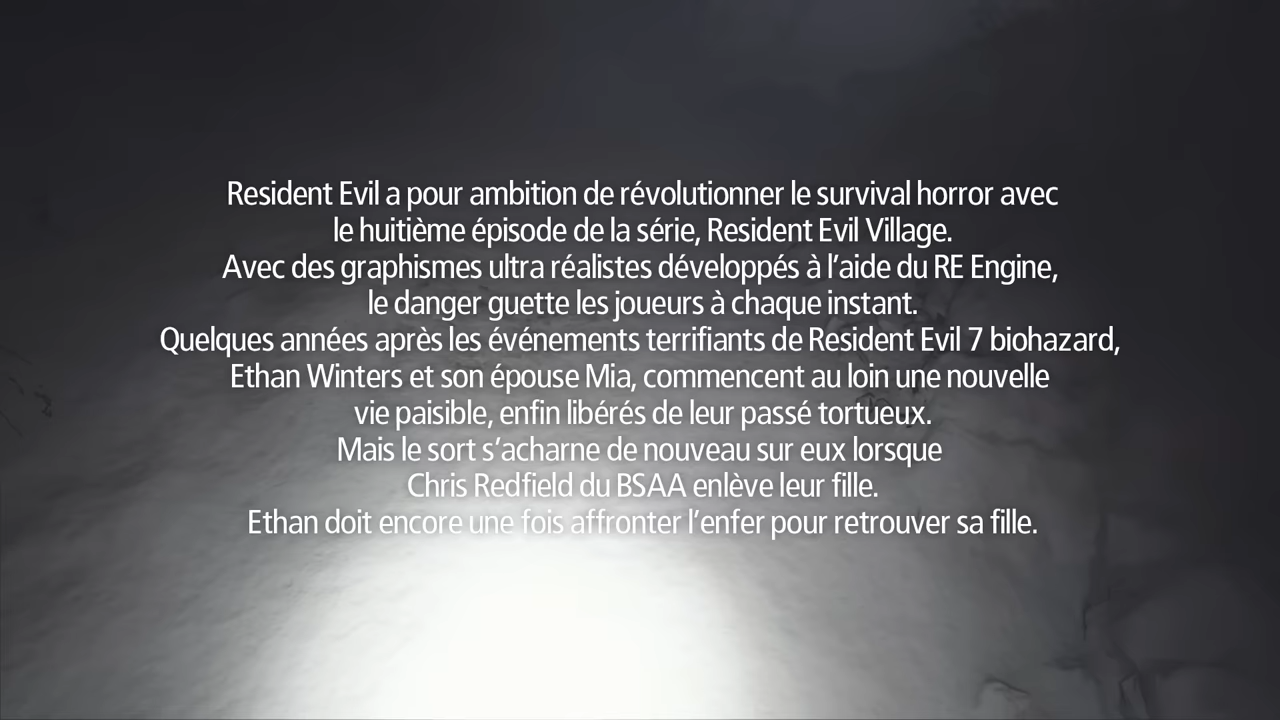 Resident Evil a pour ambition de révolutionner le survival horror avec
le huitième épisode de la série, Resident Evil Village.
Avec des graphismes ultra réalistes développés à l’aide du RE Engine,
le danger guette les joueurs à chaque instant.
Quelques années après les événements terrifiants de Resident Evil 7 biohazard,
Ethan Winters et son épouse Mia, commencent au loin une nouvelle
vie paisible, enfin libérés de leur passé tortueux.
Mais le sort s’acharne de nouveau sur eux lorsque
Chris Redfield du BSAA enlève leur fille.
Ethan doit encore une fois affronter l’enfer pour retrouver sa fille.